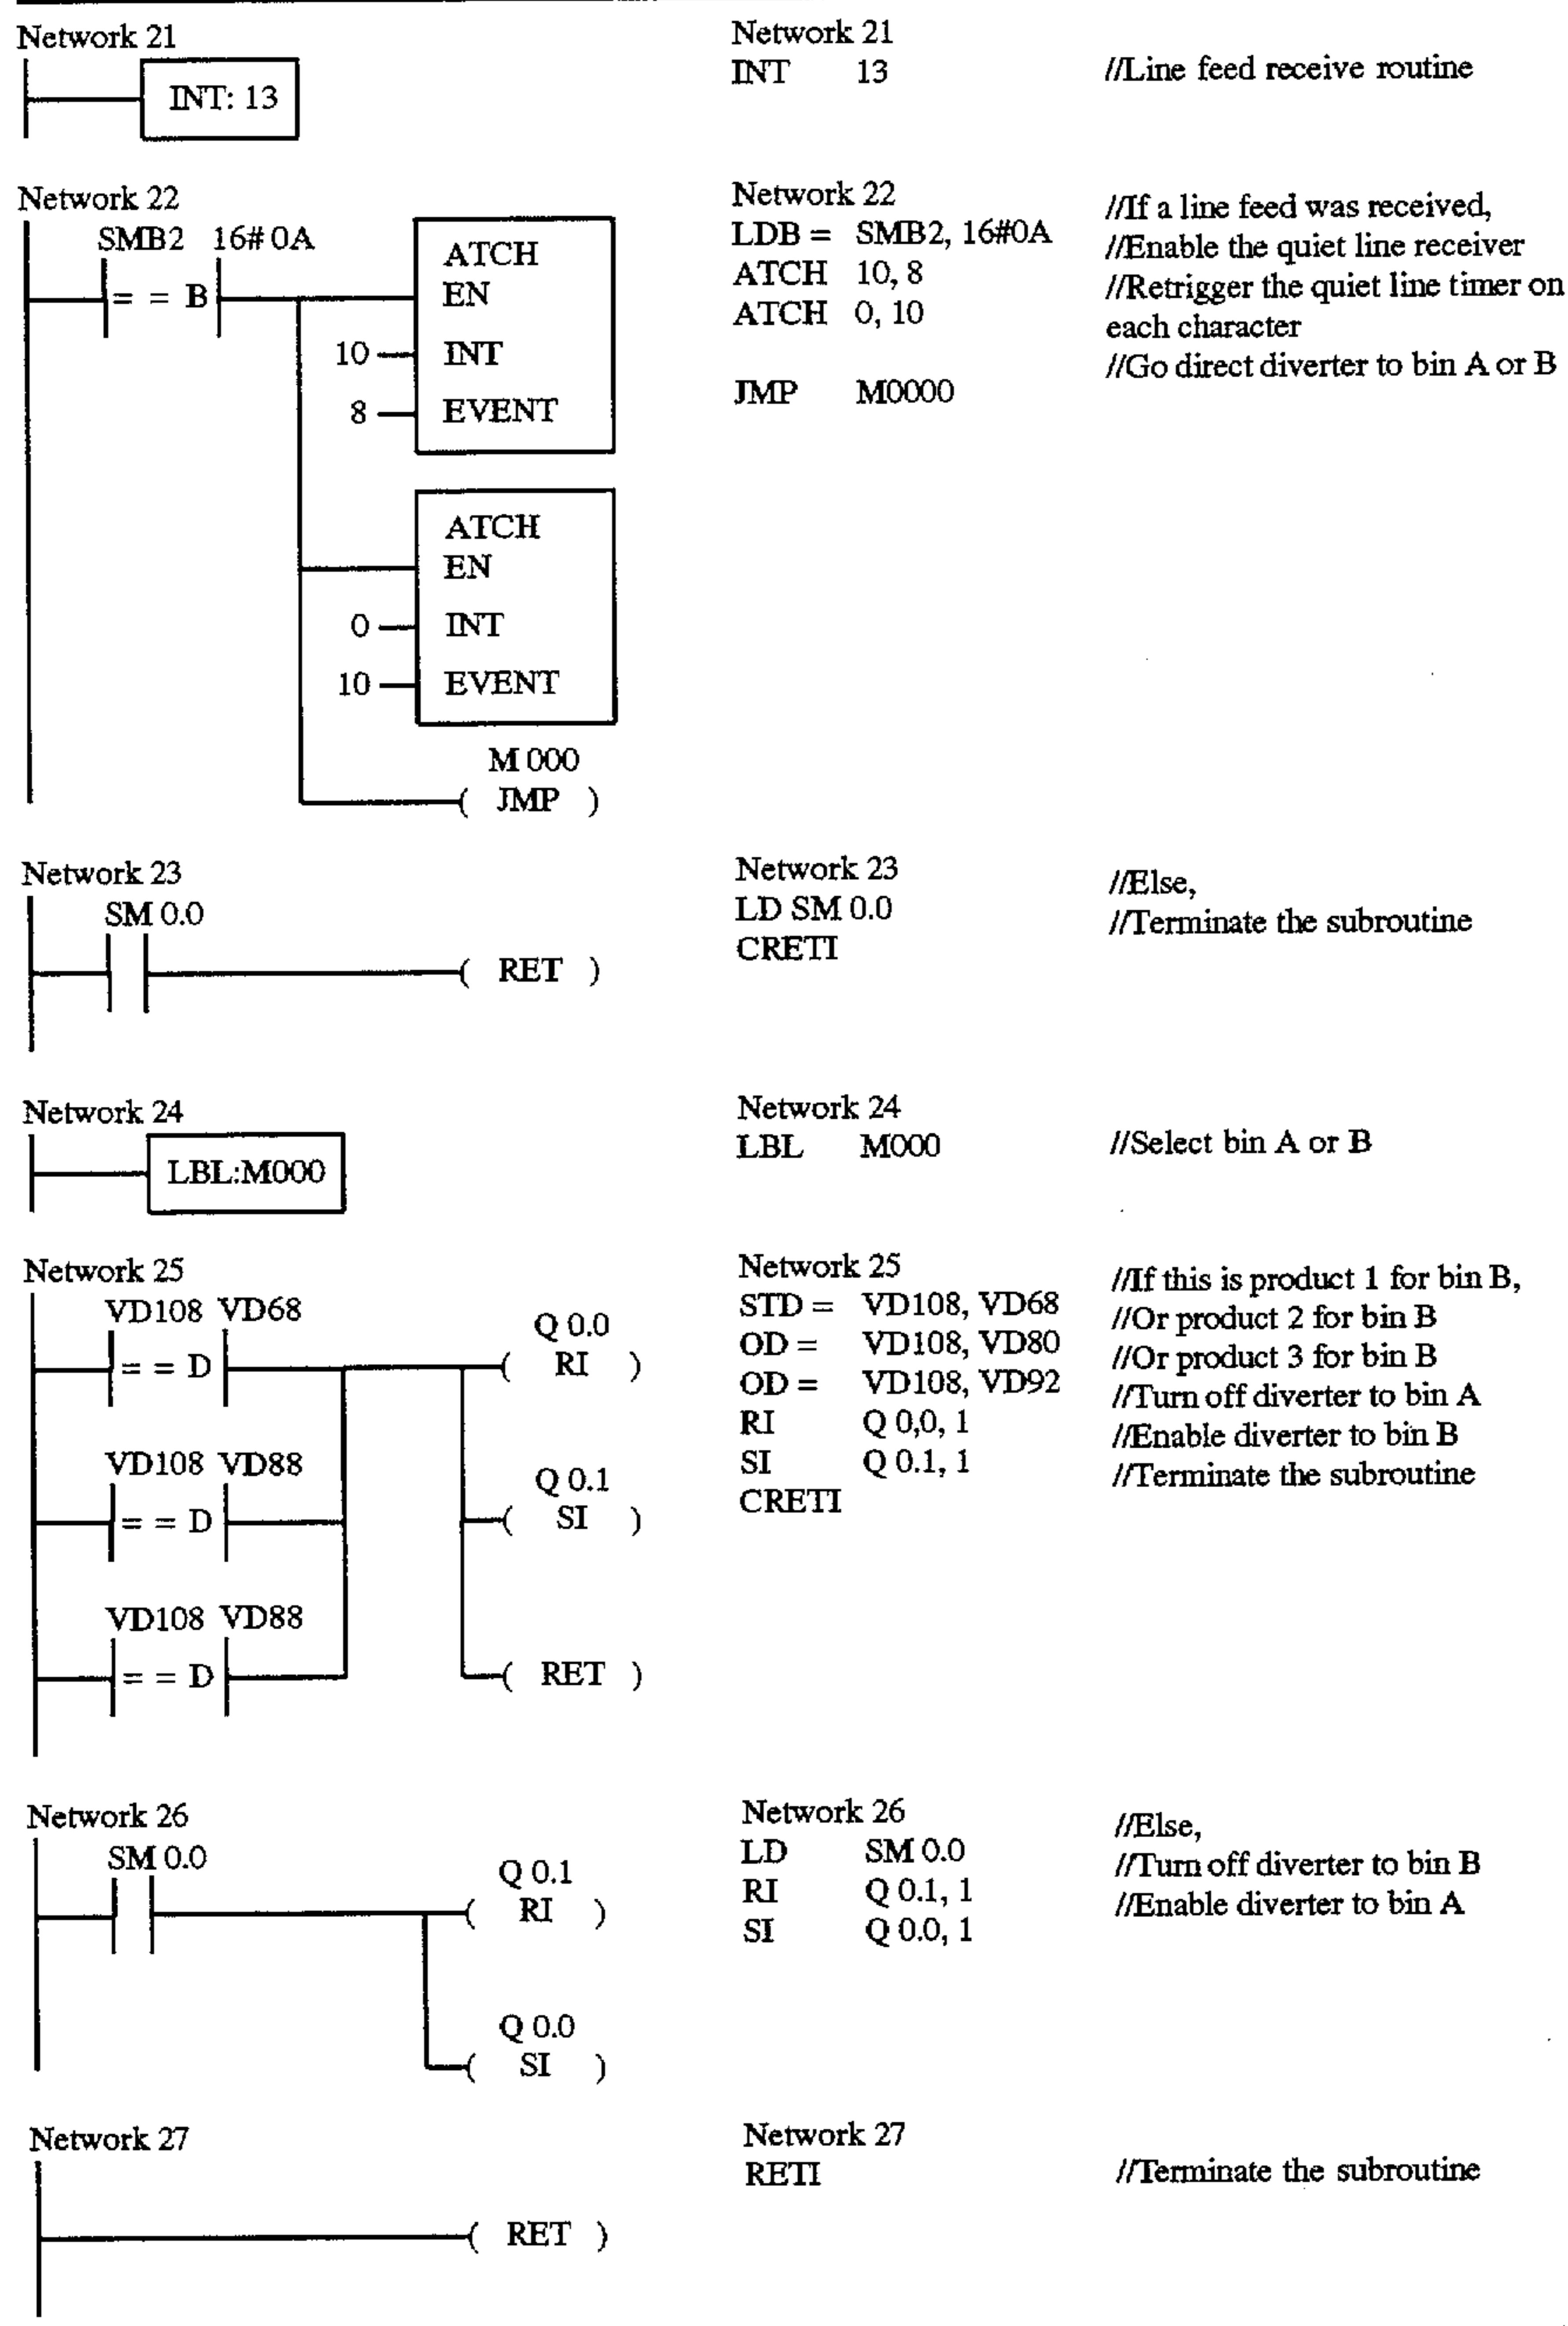 Network 21
INT: 13
Network 21
INT 13 //Line feed receive routine
Network 22
SMB2 16# 0A
= = B
ATCH
EN
10 INT
8 EVENT
ATCH
EN
0 INT
10 EVENT
M 000
( JMP )
Network 22
LDB = SMB2, 16#0A
ATCH 10, 8
ATCH 0, 10
JMP M0000
//If a line feed was received,
//Enable the quiet line receiver
//Retrigger the quiet line timer on
each character
//Go direct diverter to bin A or B
Network 23
SM 0.0
( RET )
Network 23
LD SM 0.0
CRETI
//Else,
//Terminate the subroutine
Network 24
LBL:M000
Network 24
LBL M000 //Select bin A or B
Network 25
VD108 VD68
= = D
Q 0.0
( RI )
VD108 VD88
= = D
Q 0.1
( SI )
VD108 VD88
= = D
( RET )
Network 25
STD = VD108, VD68
OD = VD108, VD80
OD = VD108, VD92
RI Q 0,0, 1
SI Q 0.1, 1
CRETI
//If this is product 1 for bin B,
//Or product 2 for bin B
//Or product 3 for bin B
//Turn off diverter to bin A
//Enable diverter to bin B
//Terminate the subroutine
Network 26
SM 0.0
Q 0.1
( RI )
Q 0.0
( SI )
Network 26
LD SM 0.0
RI Q 0.1, 1
SI Q 0.0, 1
//Else,
//Turn off diverter to bin B
//Enable diverter to bin A
Network 27
( RET )
Network 27
RETI //Terminate the subroutine